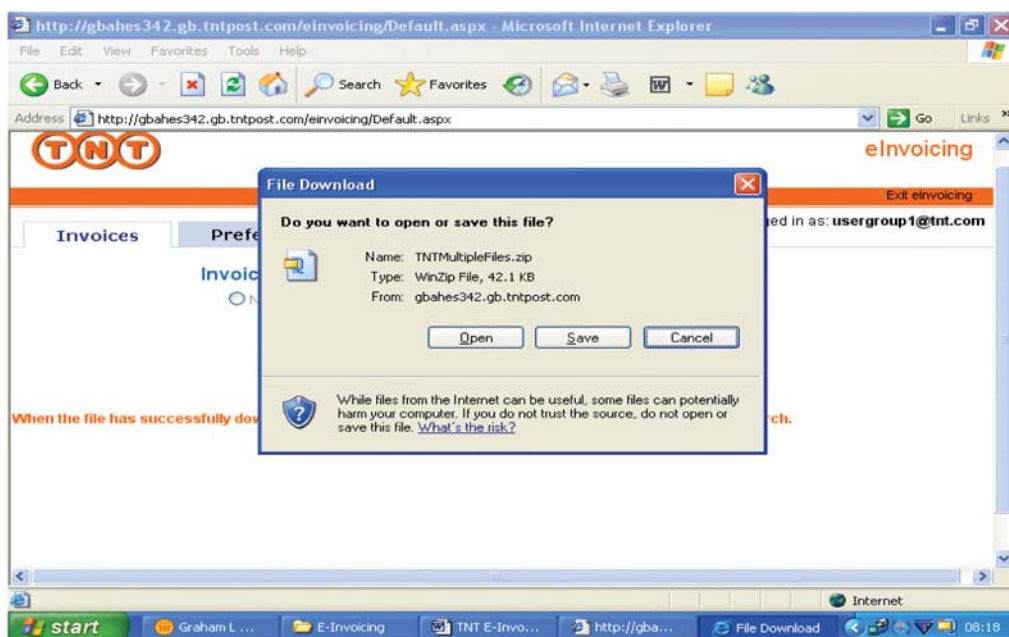 http://gbahes342.gb.tntpost.com/einvoicing/Default.aspx - Microsoft Internet Explorer
File Edit View Favorites Tools Help
Back Search Favorites
Address http://gbahes342.gb.tntpost.com/einvoicing/Default.aspx Go Links »
TNT eInvoicing
Exit eInvoicing
Invoices Prefe ed in as: usergroup1@tnt.com
Invoic
File Download
Do you want to open or save this file?
Name: TNTMultipleFiles.zip
Type: WinZip File, 42.1 KB
From: gbahes342.gb.tntpost.com
Open Save Cancel
While files from the Internet can be useful, some files can potentially
harm your computer. If you do not trust the source, do not open or
save this file. What's the risk?
When the file has successfully dow ch.
Internet
start Graham L ... E-Invoicing TNT E-Invo... http://gba... File Download 08:18